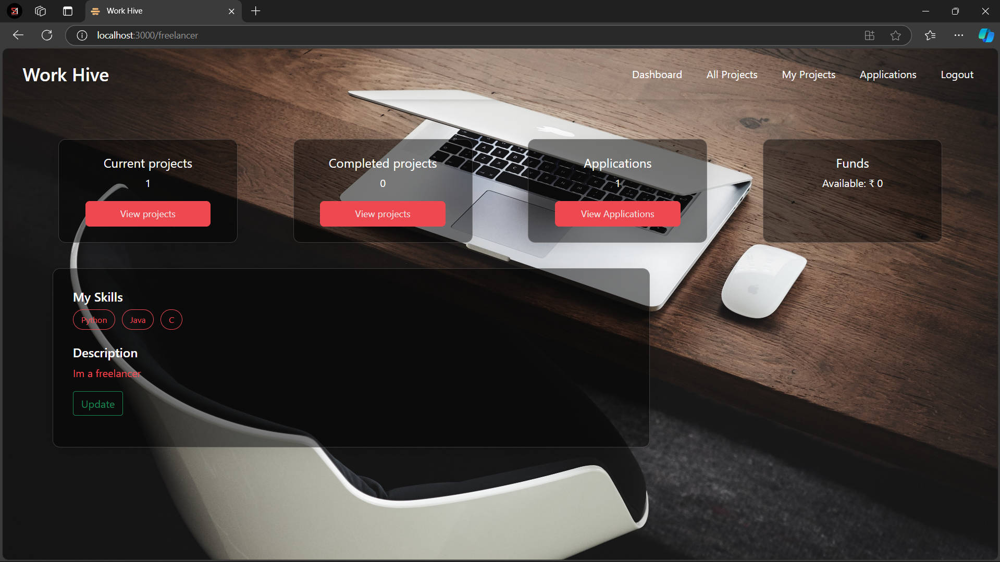 Work Hive
localhost:3000/freelancer
Work Hive
Dashboard
All Projects
My Projects
Applications
Logout
Current projects
1
View projects
Completed projects
0
View projects
Applications
1
View Applications
Funds
Available: ₹ 0
My Skills
Python
Java
C
Description
Im a freelancer
Update